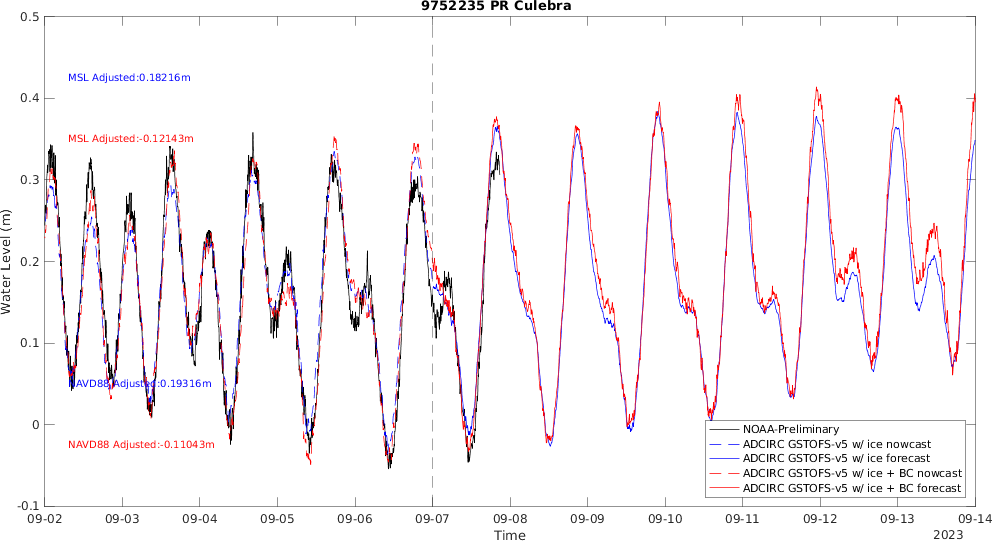 9752235 PR Culebra
0.5
0.4
0.3
0.2
0.1
0
-0.1
Water Level (m)
MSL Adjusted:0.18216m
MSL Adjusted:-0.12143m
NAVD88 Adjusted:0.19316m
NAVD88 Adjusted:-0.11043m
NOAA-Preliminary
ADCIRC GSTOFS-v5 w/ ice nowcast
ADCIRC GSTOFS-v5 w/ ice forecast
ADCIRC GSTOFS-v5 w/ ice + BC nowcast
ADCIRC GSTOFS-v5 w/ ice + BC forecast
09-02 09-03 09-04 09-05 09-06 09-07 09-08 09-09 09-10 09-11 09-12 09-13 09-14
Time
2023